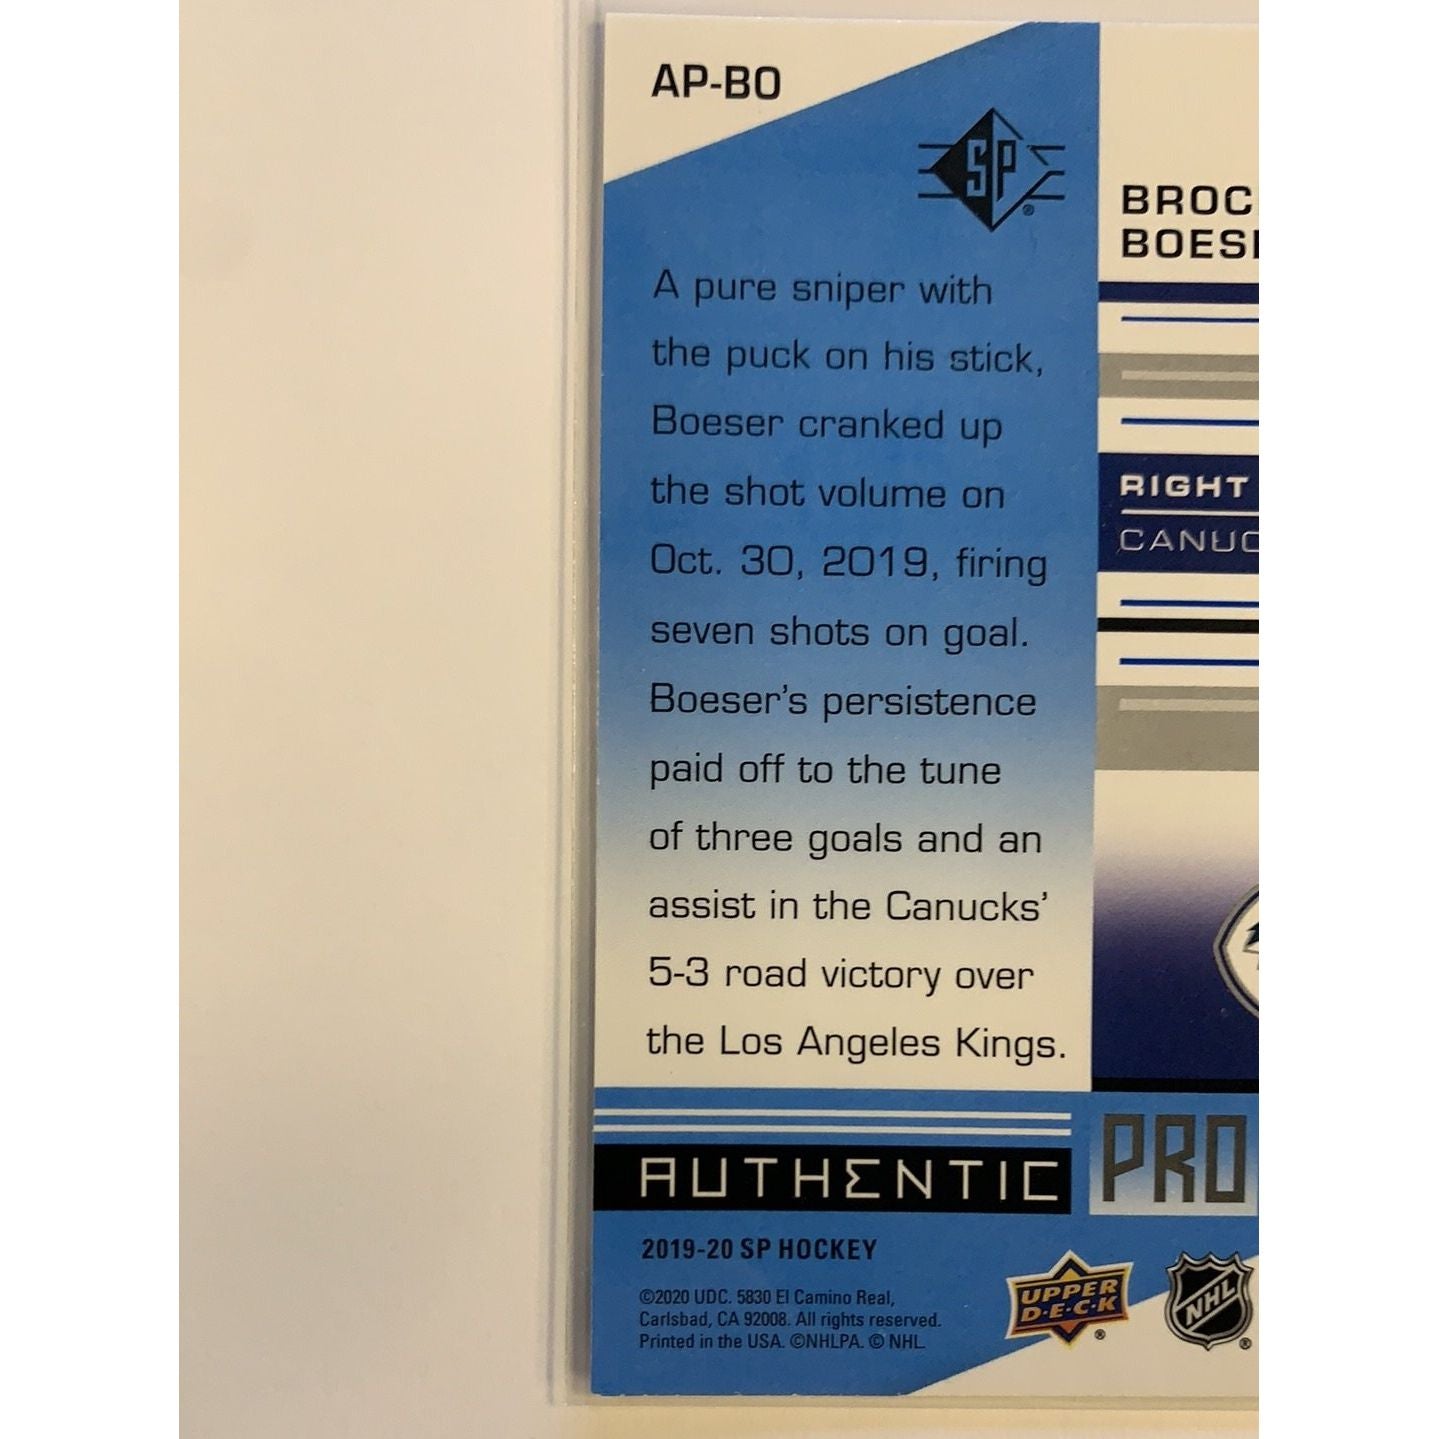 AP-BO
SP
A pure sniper with
the puck on his stick,
Boeser cranked up
the shot volume on
Oct. 30, 2019, firing
seven shots on goal.
Boeser's persistence
paid off to the tune
of three goals and an
assist in the Canucks'
5-3 road victory over
the Los Angeles Kings.
BROC
BOES
RIGHT
CANUC
AUTHENTIC PRO
2019-20 SP HOCKEY
©2020 UDC. 5830 El Camino Real,
Carlsbad, CA 92008. All rights reserved.
Printed in the USA. ©NHLPA. © NHL.
UPPER
D·E·C·K
®
NHL
®